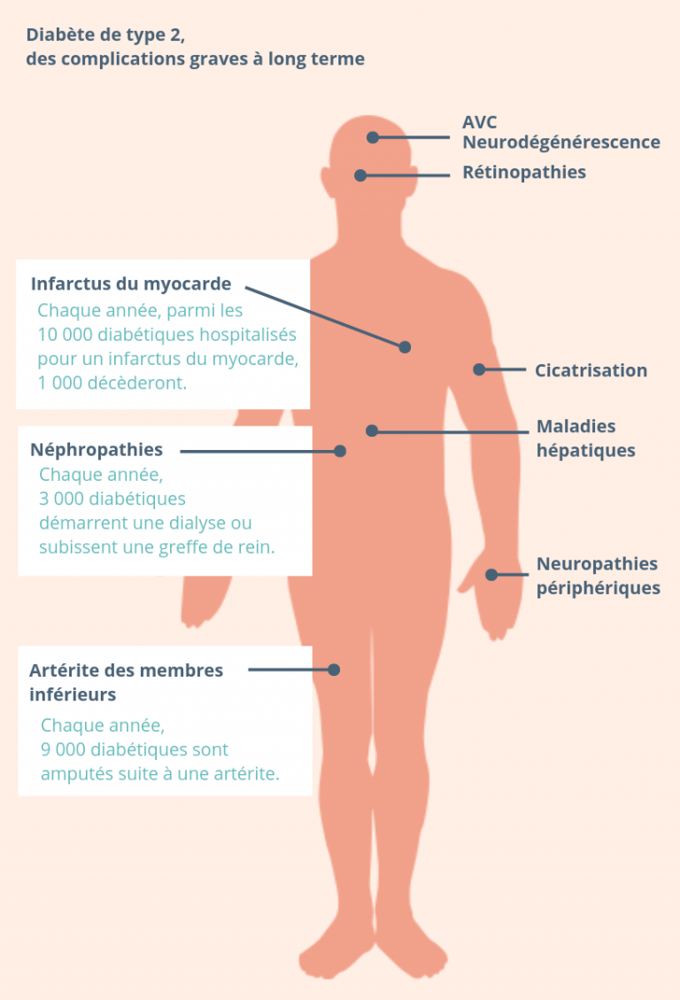 Diabète de type 2,
des complications graves à long terme
AVC
Neurodégénérescence
Rétinopathies
Infarctus du myocarde
Chaque année, parmi les
10 000 diabétiques hospitalisés
pour un infarctus du myocarde,
1 000 décèderont.
Cicatrisation
Maladies
hépatiques
Néphropathies
Chaque année,
3 000 diabétiques
démarrent une dialyse ou
subissent une greffe de rein.
Neuropathies
périphériques
Artérite des membres
inférieurs
Chaque année,
9 000 diabétiques sont
amputés suite à une artérite.